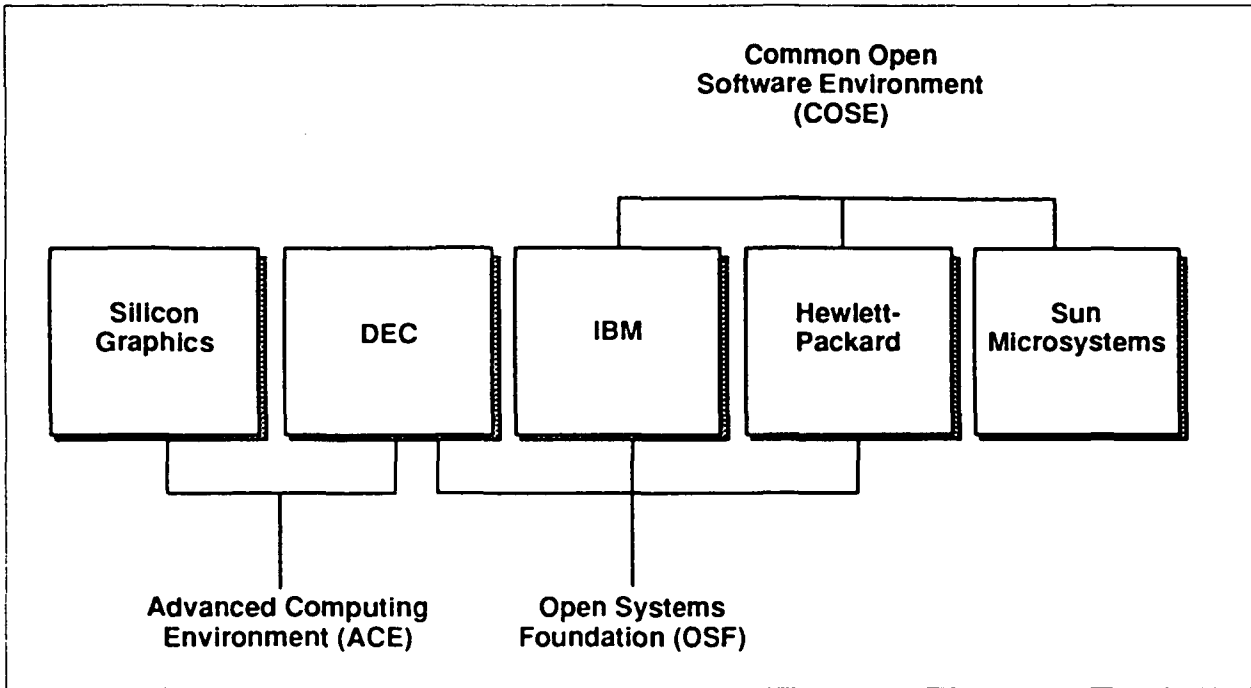 Common Open
Software Environment
(COSE)
Silicon
Graphics
DEC
IBM
Hewlett-
Packard
Sun
Microsystems
Advanced Computing
Environment (ACE)
Open Systems
Foundation (OSF)